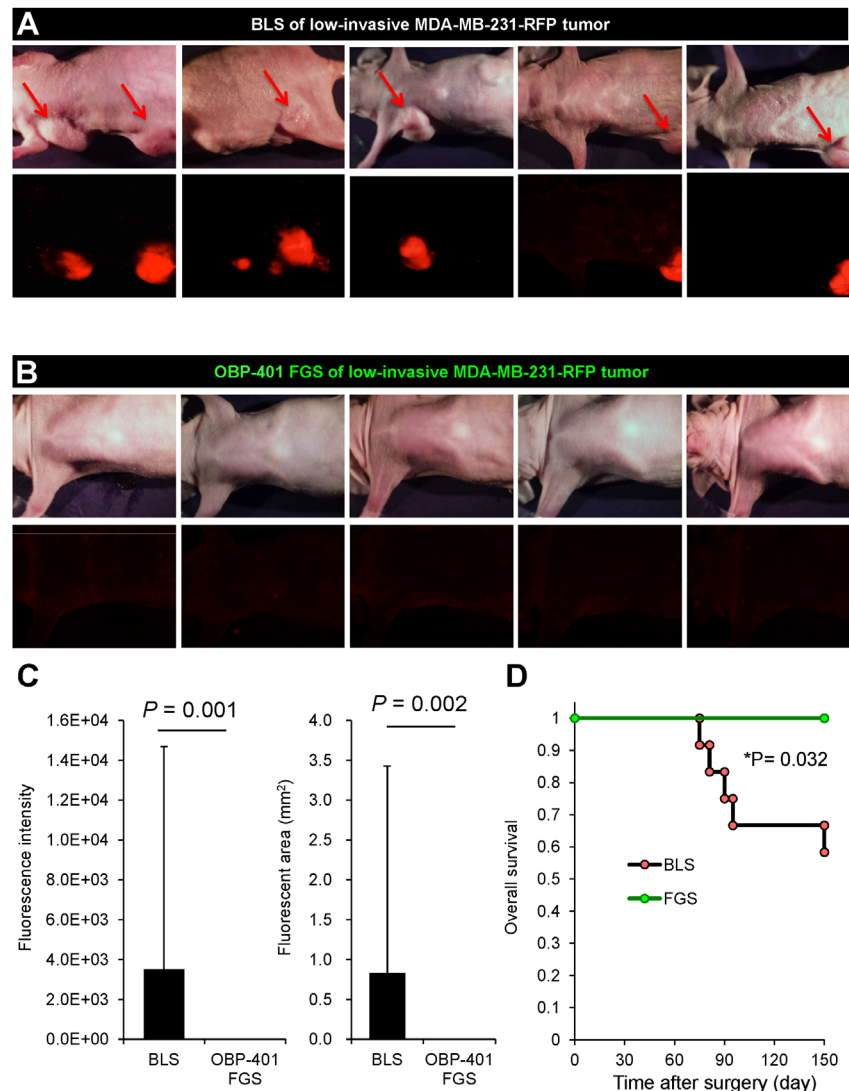 A
BLS of low-invasive MDA-MB-231-RFP tumor
B
OBP-401 FGS of low-invasive MDA-MB-231-RFP tumor
C
P = 0.001
Fluorescence intensity
1.6E+04
1.4E+04
1.2E+04
1.0E+04
8.0E+03
6.0E+03
4.0E+03
2.0E+03
0.0E+00
BLS
OBP-401
FGS
P = 0.002
Fluorescent area (mm²)
4.0
3.5
3.0
2.5
2.0
1.5
1.0
0.5
0.0
BLS
OBP-401
FGS
D
Overall survival
1
0.9
0.8
0.7
0.6
0.5
0.4
0.3
0.2
0.1
0
*P= 0.032
BLS
FGS
0 30 60 90 120 150
Time after surgery (day)